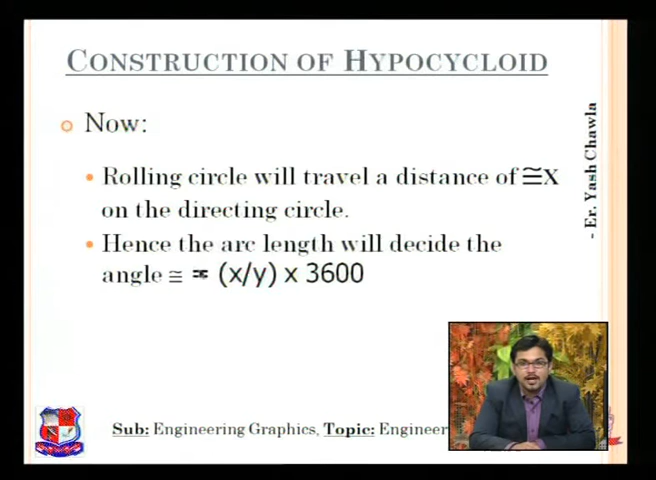 CONSTRUCTION OF HYPOCYCLOID
Now:
Rolling circle will travel a distance of ≅X
on the directing circle.
Hence the arc length will decide the
angle ≅ = (x/y) x 3600
- Er. Yash Chawla
Sub: Engineering Graphics, Topic: Engineer